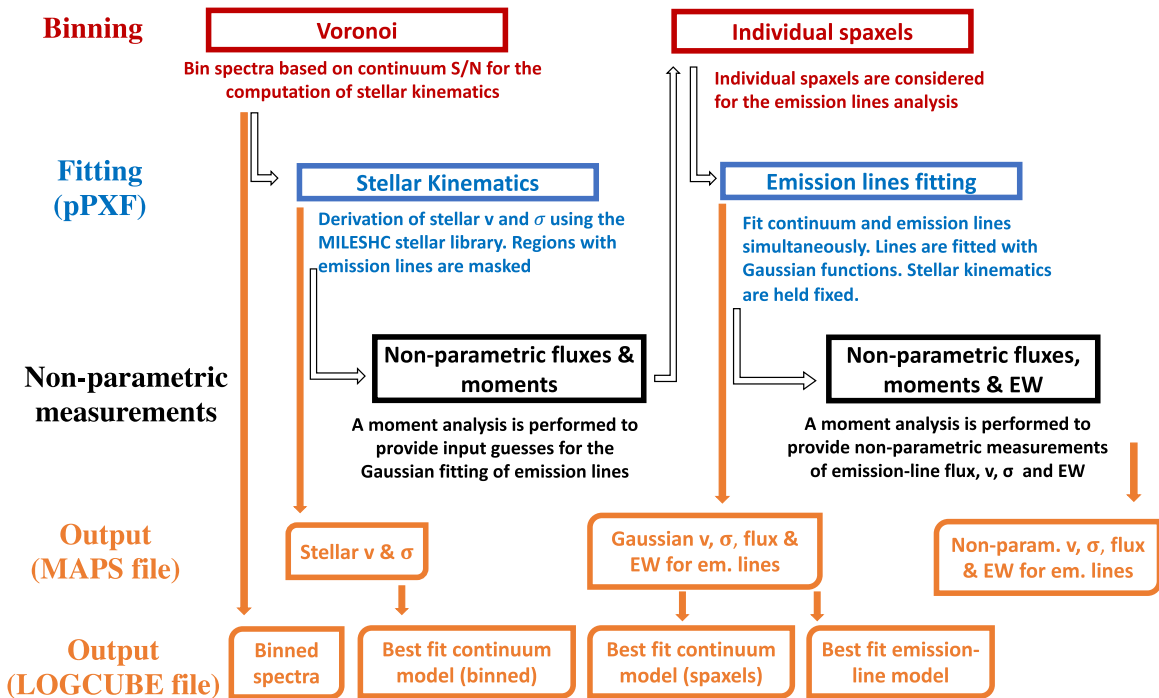 Binning
Voronoi
Individual spaxels
Bin spectra based on continuum S/N for the
computation of stellar kinematics
Individual spaxels are considered
for the emission lines analysis
Fitting
(pPXF)
Stellar Kinematics
Emission lines fitting
Derivation of stellar v and σ using the
MILESHC stellar library. Regions with
emission lines are masked
Fit continuum and emission lines
simultaneously. Lines are fitted with
Gaussian functions. Stellar kinematics
are held fixed.
Non-parametric
measurements
Non-parametric fluxes &
moments
Non-parametric fluxes,
moments & EW
A moment analysis is performed to
provide input guesses for the
Gaussian fitting of emission lines
A moment analysis is performed to
provide non-parametric measurements
of emission-line flux, v, σ and EW
Output
(MAPS file)
Stellar v & σ
Gaussian v, σ, flux &
EW for em. lines
Non-param. v, σ, flux
& EW for em. lines
Output
(LOGCUBE file)
Binned
spectra
Best fit continuum
model (binned)
Best fit continuum
model (spaxels)
Best fit emission-
line model